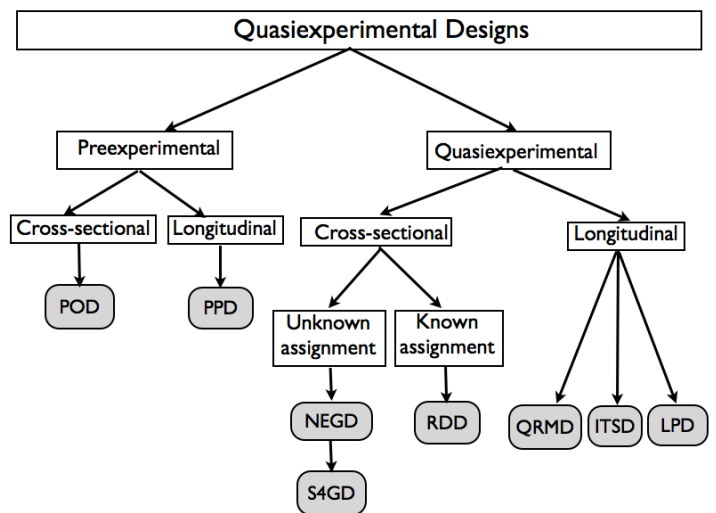 Quasiexperimental Designs
Preexperimental
Quasiexperimental
Cross-sectional
Longitudinal
Cross-sectional
Longitudinal
POD
PPD
Unknown
assignment
Known
assignment
NEGD
RDD
QRMD
ITSD
LPD
S4GD